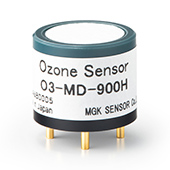 Ozone Sensor
O3-MD-900H
Japan
MGK SENSOR Co.,